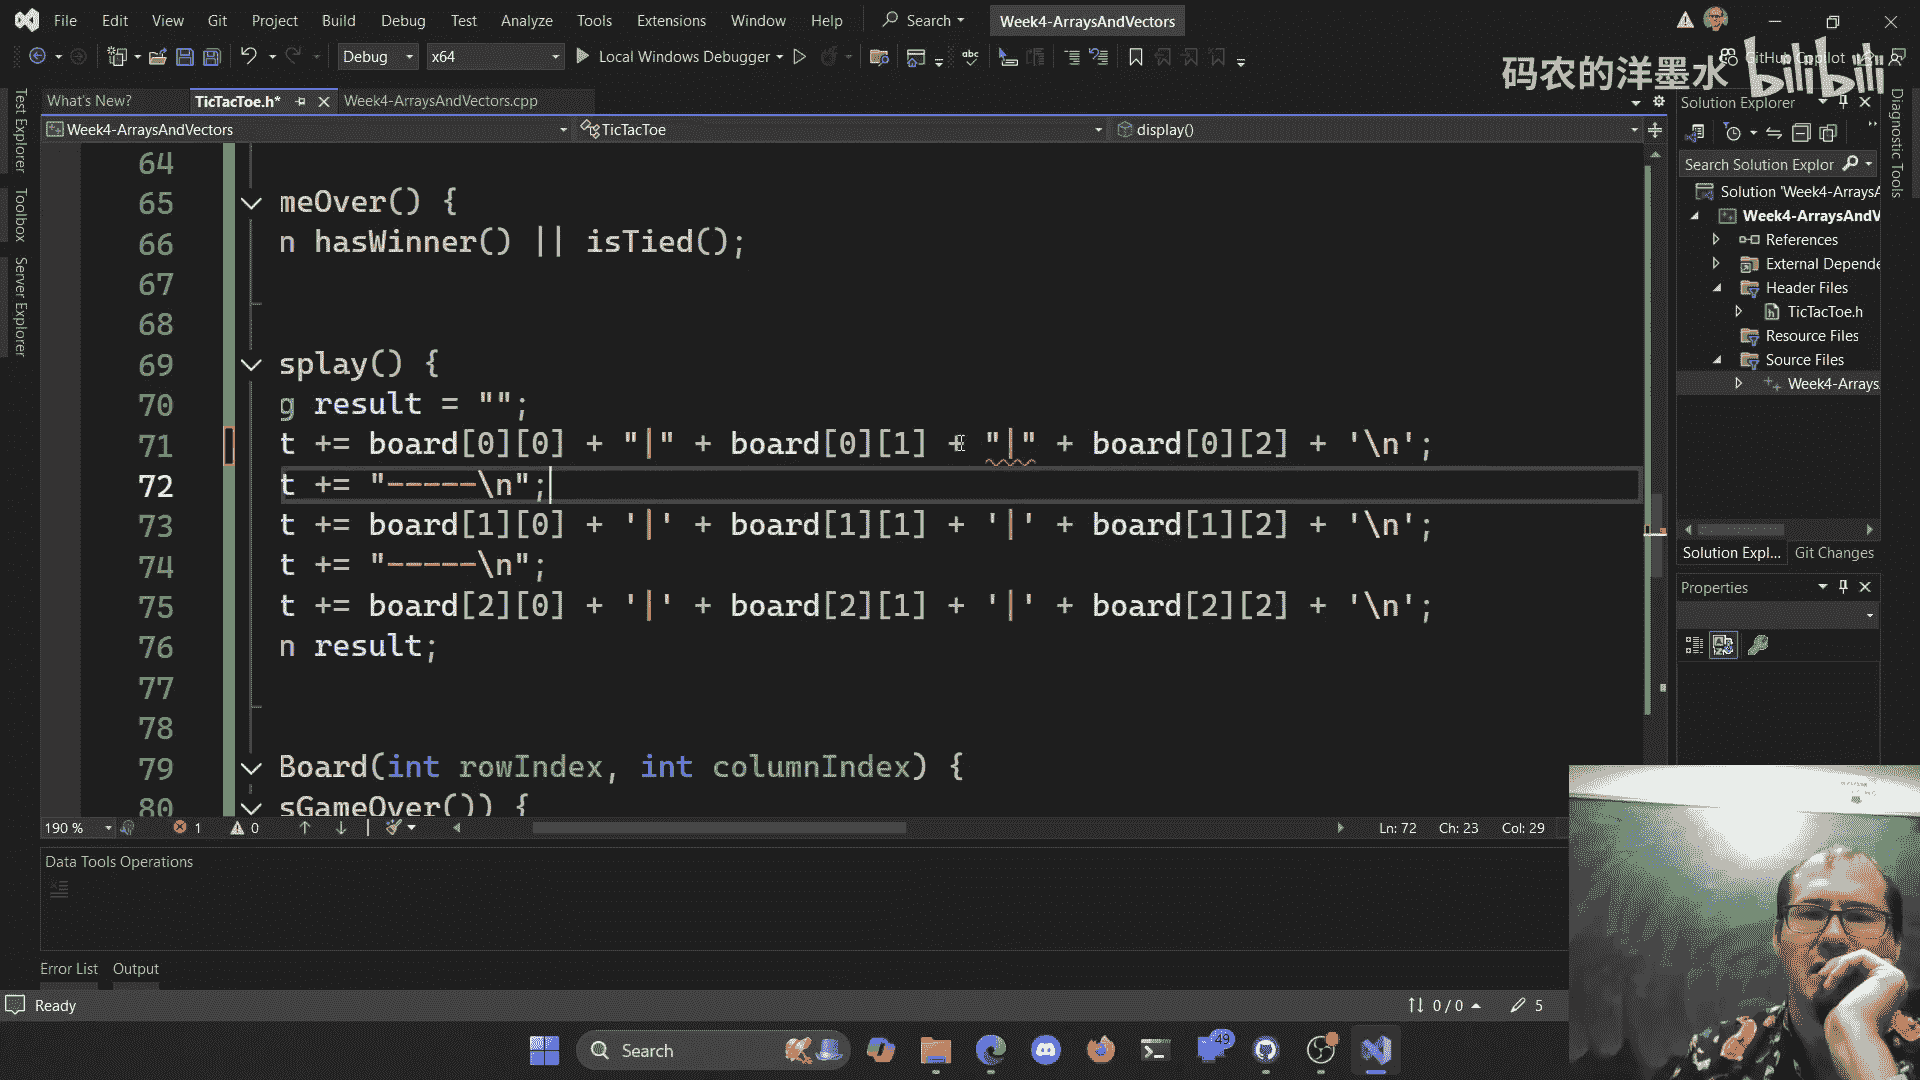 File Edit View Git Project Build Debug Test Analyze Tools Extensions Window Help Search Week4-ArraysAndVectors
Debug x64 Local Windows Debugger GitHub Copilot
码农的洋墨水 bilibili
What's New? TicTacToe.h* Week4-ArraysAndVectors.cpp
Week4-ArraysAndVectors TicTacToe display()
Test Explorer
Toolbox
Server Explorer
64
65 meOver() {
66 n hasWinner() || isTied();
67
68
69 splay() {
70 g result = "";
71 t += board[0][0] + "|" + board[0][1] + "|" + board[0][2] + '\n';
72 t += "-----\n";
73 t += board[1][0] + '|' + board[1][1] + '|' + board[1][2] + '\n';
74 t += "-----\n";
75 t += board[2][0] + '|' + board[2][1] + '|' + board[2][2] + '\n';
76 n result;
77
78
79 Board(int rowIndex, int columnIndex) {
80 sGameOver()) {
190 % 1 0 Ln: 72 Ch: 23 Col: 29
Data Tools Operations
Error List Output
Ready 0 / 0 5
Solution Explorer
Search Solution Explor
Solution 'Week4-ArraysA
Week4-ArraysAndV
References
External Depende
Header Files
TicTacToe.h
Resource Files
Source Files
Week4-Arrays
Solution Expl... Git Changes
Properties
Diagnostic Tools
Search 49